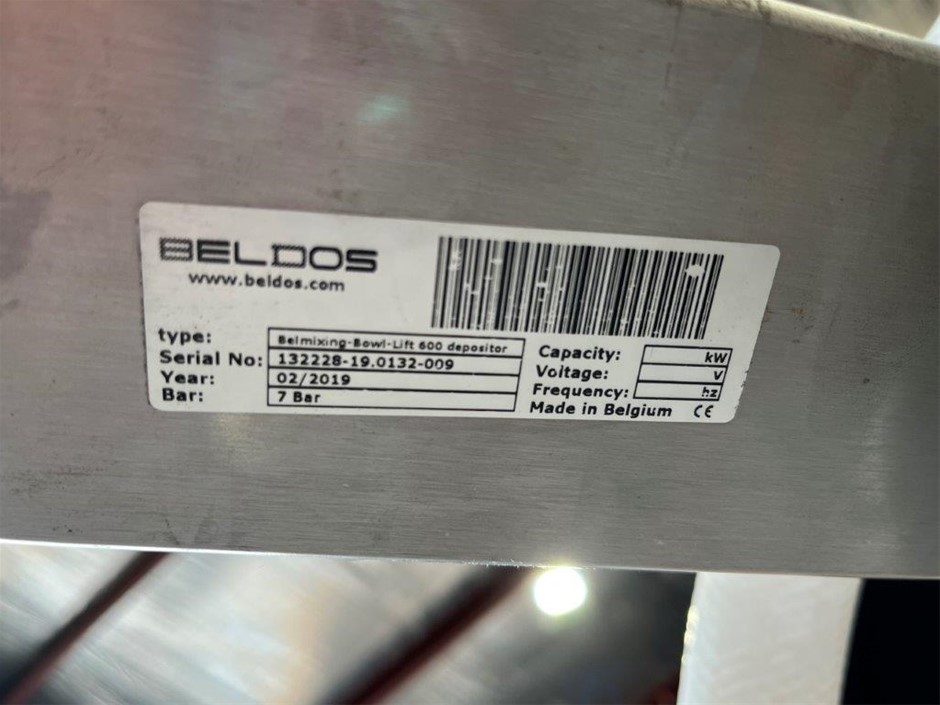 BELDOS
www.beldos.com
type: Belmixing-Bowl-Lift 600 depositor
Serial No: 132228-19.0132-009
Year: 02/2019
Bar: 7 Bar
Capacity: kW
Voltage: V
Frequency: hz
Made in Belgium CE